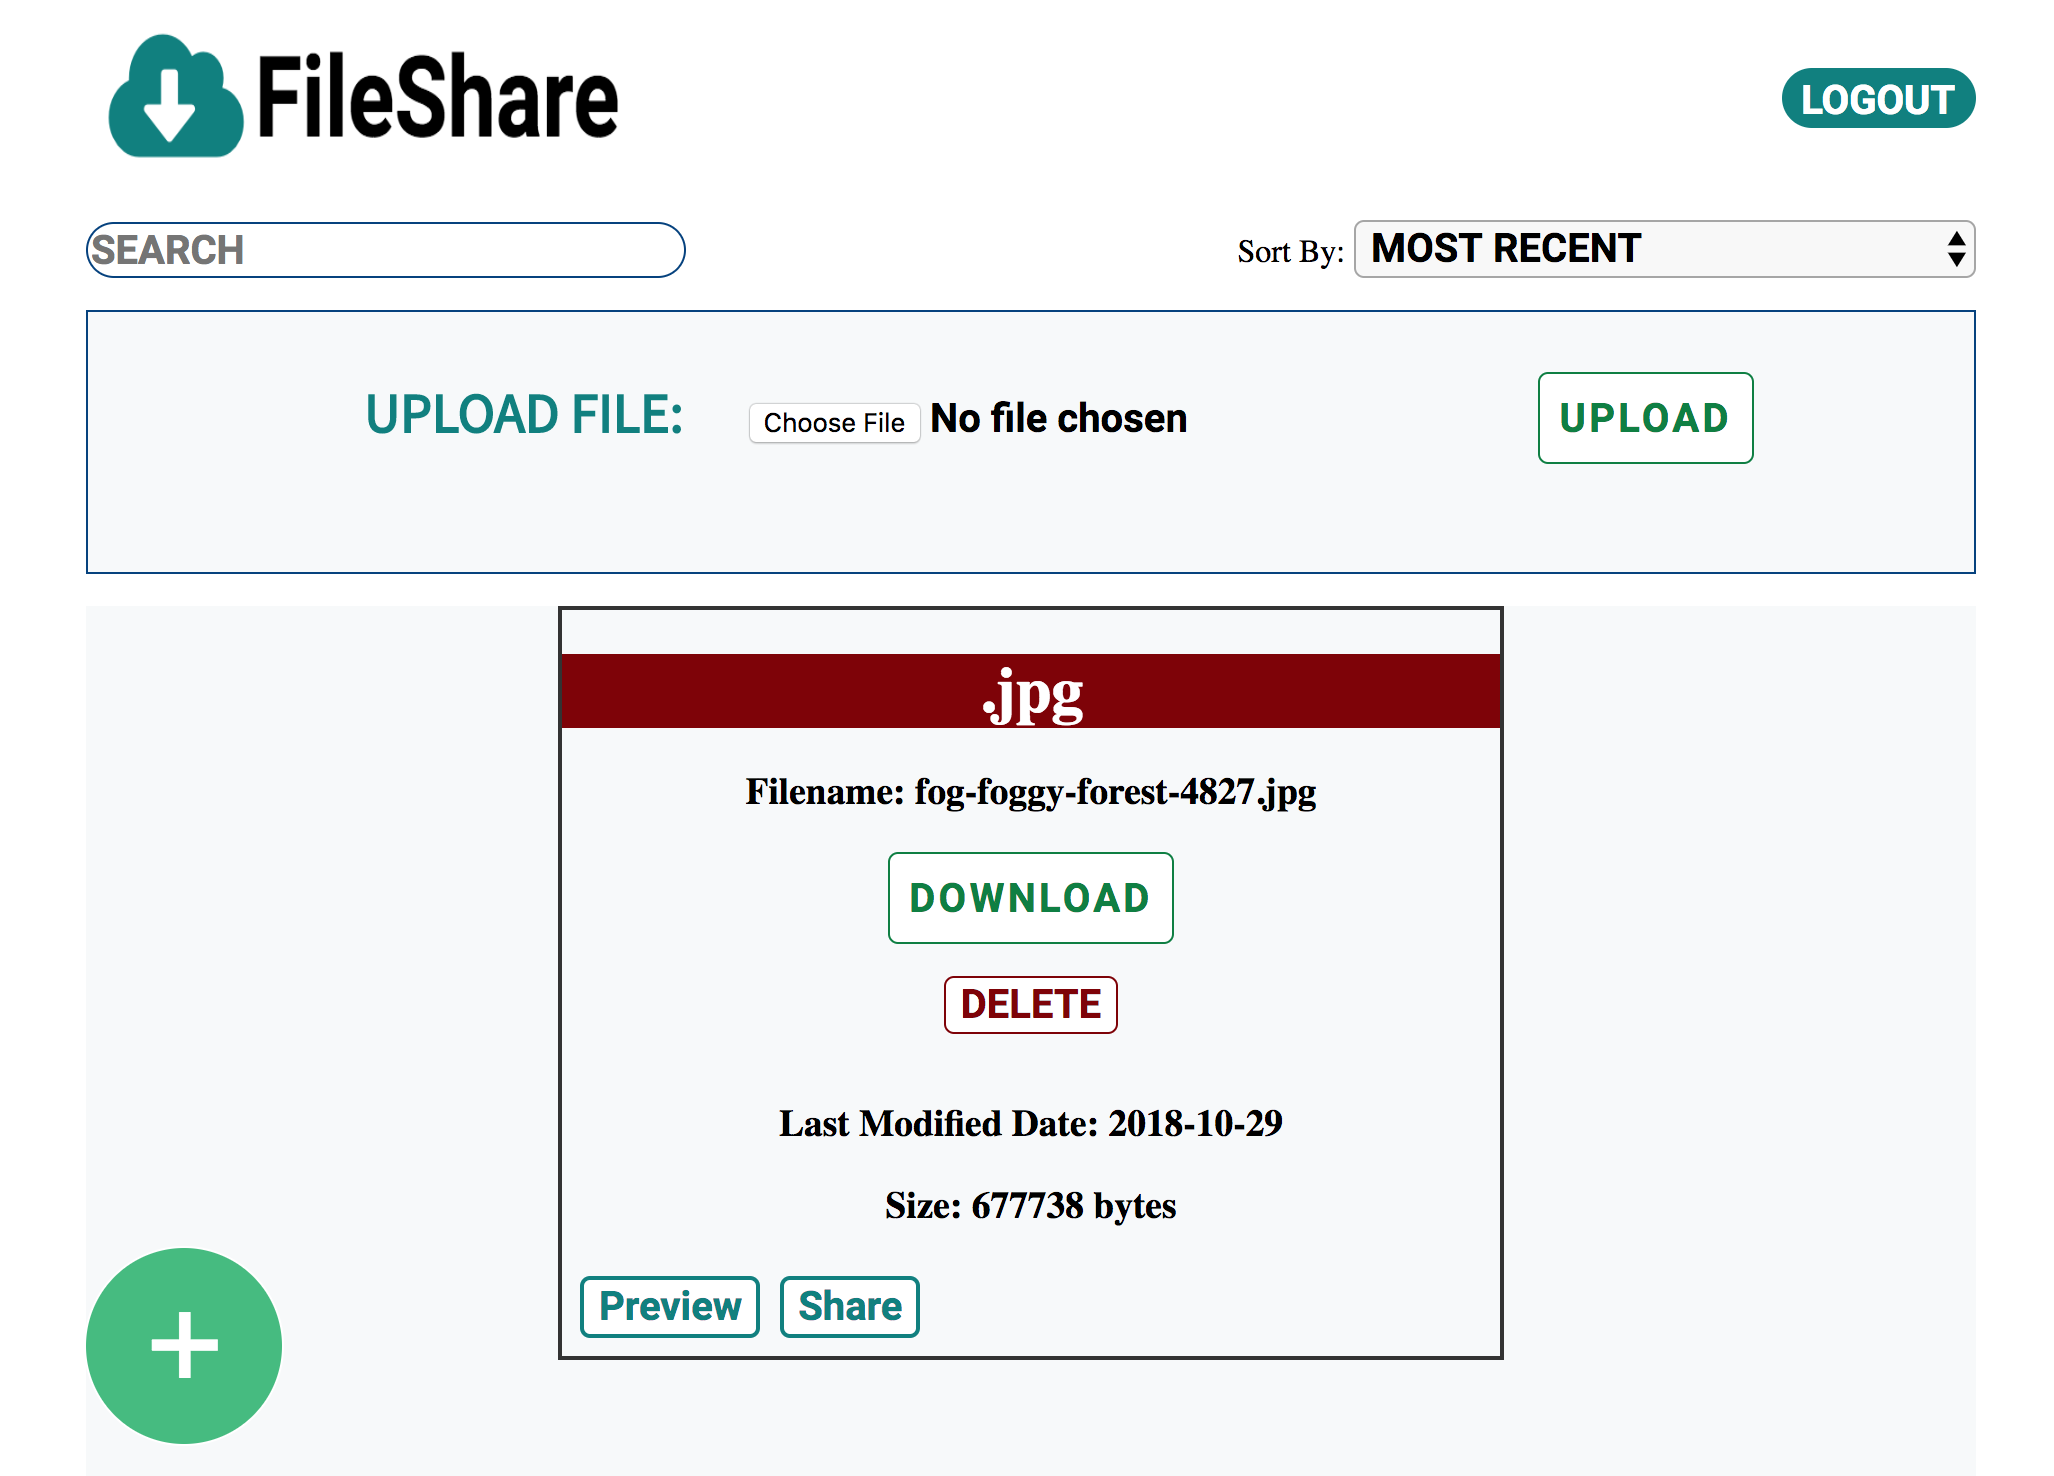 FileShare
LOGOUT
SEARCH
Sort By: MOST RECENT
UPLOAD FILE: Choose File No file chosen UPLOAD
.jpg
Filename: fog-foggy-forest-4827.jpg
DOWNLOAD
DELETE
Last Modified Date: 2018-10-29
Size: 677738 bytes
Preview Share
+